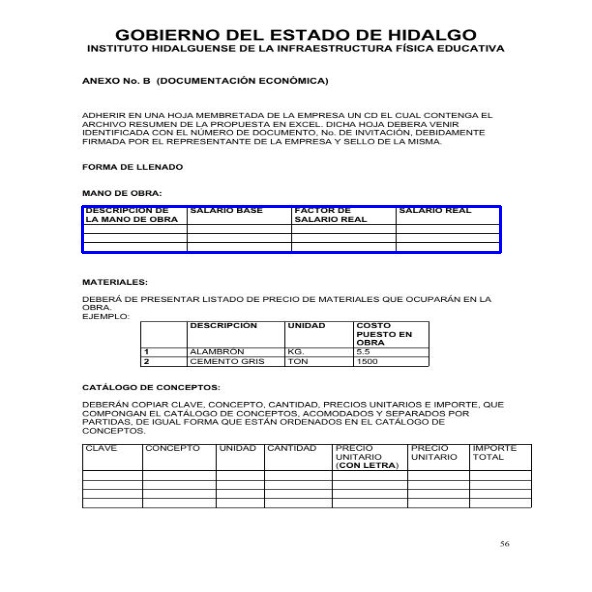 GOBIERNO DEL ESTADO DE HIDALGO
INSTITUTO HIDALGUENSE DE LA INFRAESTRUCTURA FÍSICA EDUCATIVA
ANEXO No. B (DOCUMENTACIÓN ECONÓMICA)
ADHERIR EN UNA HOJA MEMBRETADA DE LA EMPRESA UN CD EL CUAL CONTENGA EL
ARCHIVO RESUMEN DE LA PROPUESTA EN EXCEL. DICHA HOJA DEBERA VENIR
IDENTIFICADA CON EL NÚMERO DE DOCUMENTO, No. DE INVITACIÓN, DEBIDAMENTE
FIRMADA POR EL REPRESENTANTE DE LA EMPRESA Y SELLO DE LA MISMA.
FORMA DE LLENADO
MANO DE OBRA:
DESCRIPCIÓN DE LA MANO DE OBRA SALARIO BASE FACTOR DE SALARIO REAL SALARIO REAL
MATERIALES:
DEBERÁ DE PRESENTAR LISTADO DE PRECIO DE MATERIALES QUE OCUPARÁN EN LA
OBRA.
EJEMPLO:
DESCRIPCIÓN UNIDAD COSTO PUESTO EN OBRA
1 ALAMBRON KG. 5.5
2 CEMENTO GRIS TON 1500
CATÁLOGO DE CONCEPTOS:
DEBERÁN COPIAR CLAVE, CONCEPTO, CANTIDAD, PRECIOS UNITARIOS E IMPORTE, QUE
COMPONGAN EL CATÁLOGO DE CONCEPTOS, ACOMODADOS Y SEPARADOS POR
PARTIDAS, DE IGUAL FORMA QUE ESTÁN ORDENADOS EN EL CATÁLOGO DE
CONCEPTOS.
CLAVE CONCEPTO UNIDAD CANTIDAD PRECIO UNITARIO (CON LETRA) PRECIO UNITARIO IMPORTE TOTAL
56